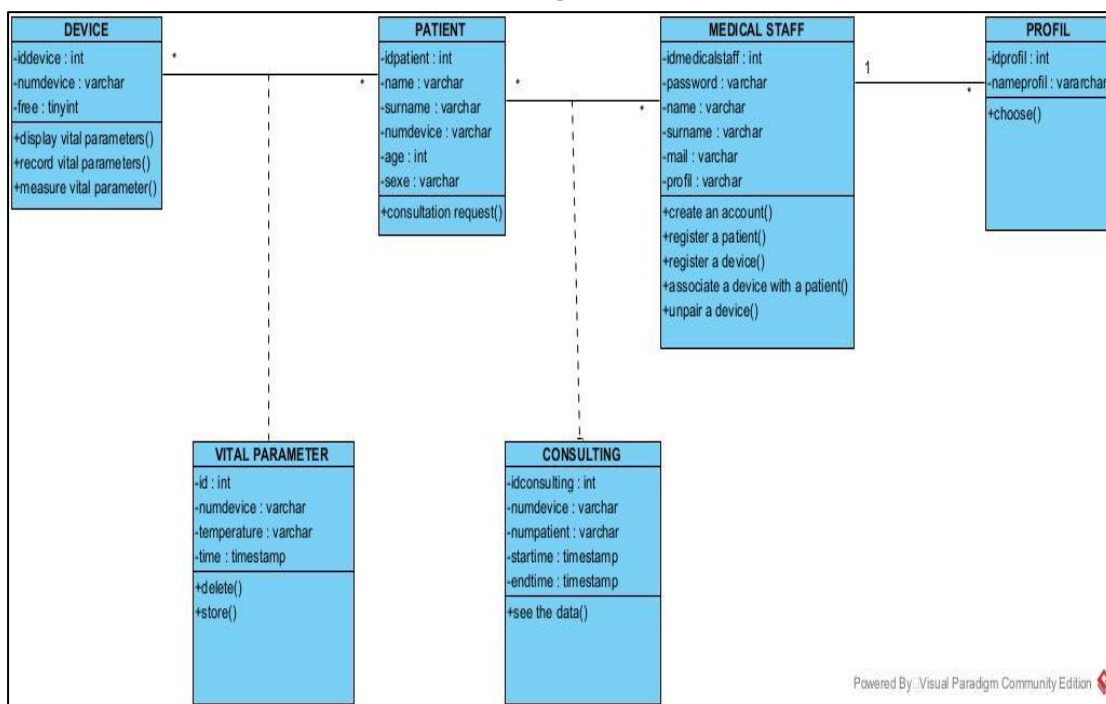 DEVICE
-iddevice : int
-numdevice : varchar
-free : tinyint
+display vital parameters()
+record vital parameters()
+measure vital parameter()
*
*
PATIENT
-idpatient : int
-name : varchar
-surname : varchar
-numdevice : varchar
-age : int
-sexe : varchar
+consultation request()
*
*
MEDICAL STAFF
-idmedicalstaff : int
-password : varchar
-name : varchar
-surname : varchar
-mail : varchar
-profil : varchar
+create an account()
+register a patient()
+register a device()
+associate a device with a patient()
+unpair a device()
1
*
PROFIL
-idprofil : int
-nameprofil : vararchar
+choose()
VITAL PARAMETER
-id : int
-numdevice : varchar
-temperature : varchar
-time : timestamp
+delete()
+store()
CONSULTING
-idconsulting : int
-numdevice : varchar
-numpatient : varchar
-startime : timestamp
-endtime : timestamp
+see the data()
Powered By Visual Paradigm Community Edition